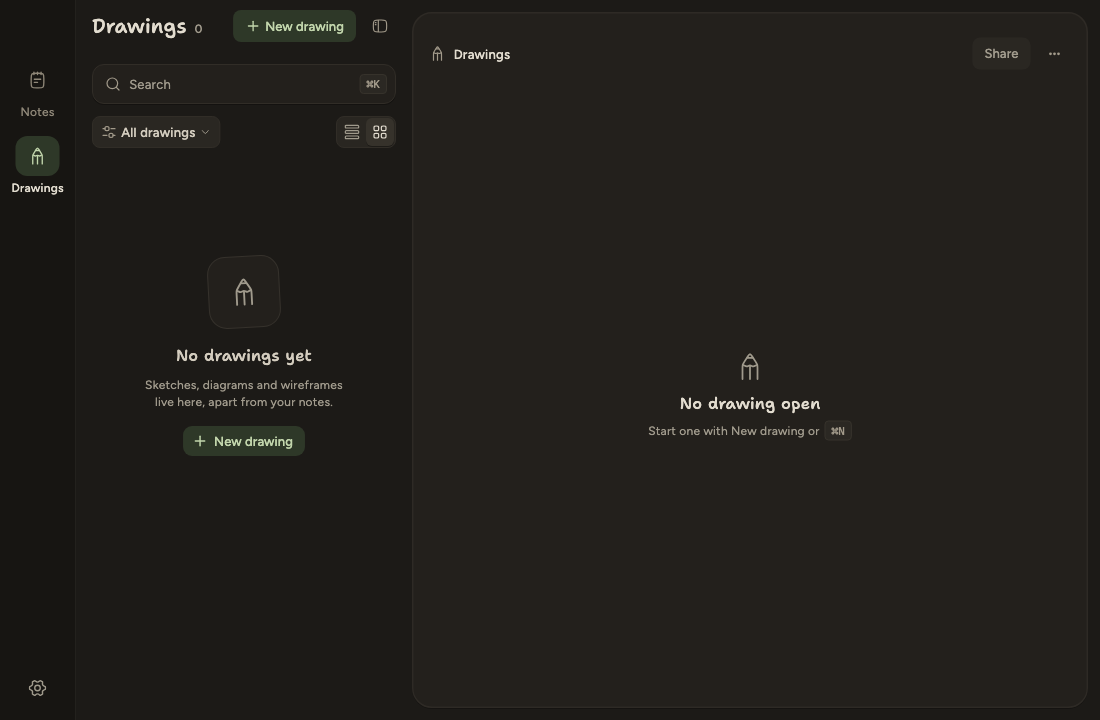 Notes
Drawings
Drawings 0
New drawing
Search
⌘K
All drawings
No drawings yet
Sketches, diagrams and wireframes
live here, apart from your notes.
New drawing
Drawings
Share
No drawing open
Start one with New drawing or ⌘N